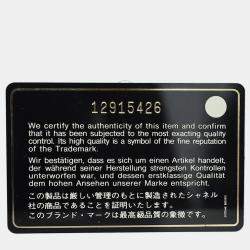 12915426
We certify the authenticity of this item and confirm
that it has been subjected to the most exacting quality
control. Its high quality is a symbol of the fine reputation
of the Trademark.
Wir bestätigen, dass es sich um einen Artikel handelt,
der während seiner Herstellung strengsten Kontrollen
unterworfen war, und dessen erstklassige Qualität
dem hohen Ansehen unserer Marke entspricht.
この製品は厳しい管理のもとに製造されたシャネル
社の商品であることを証明いたします。
このブランド・マークは最高級品質の象徴です。